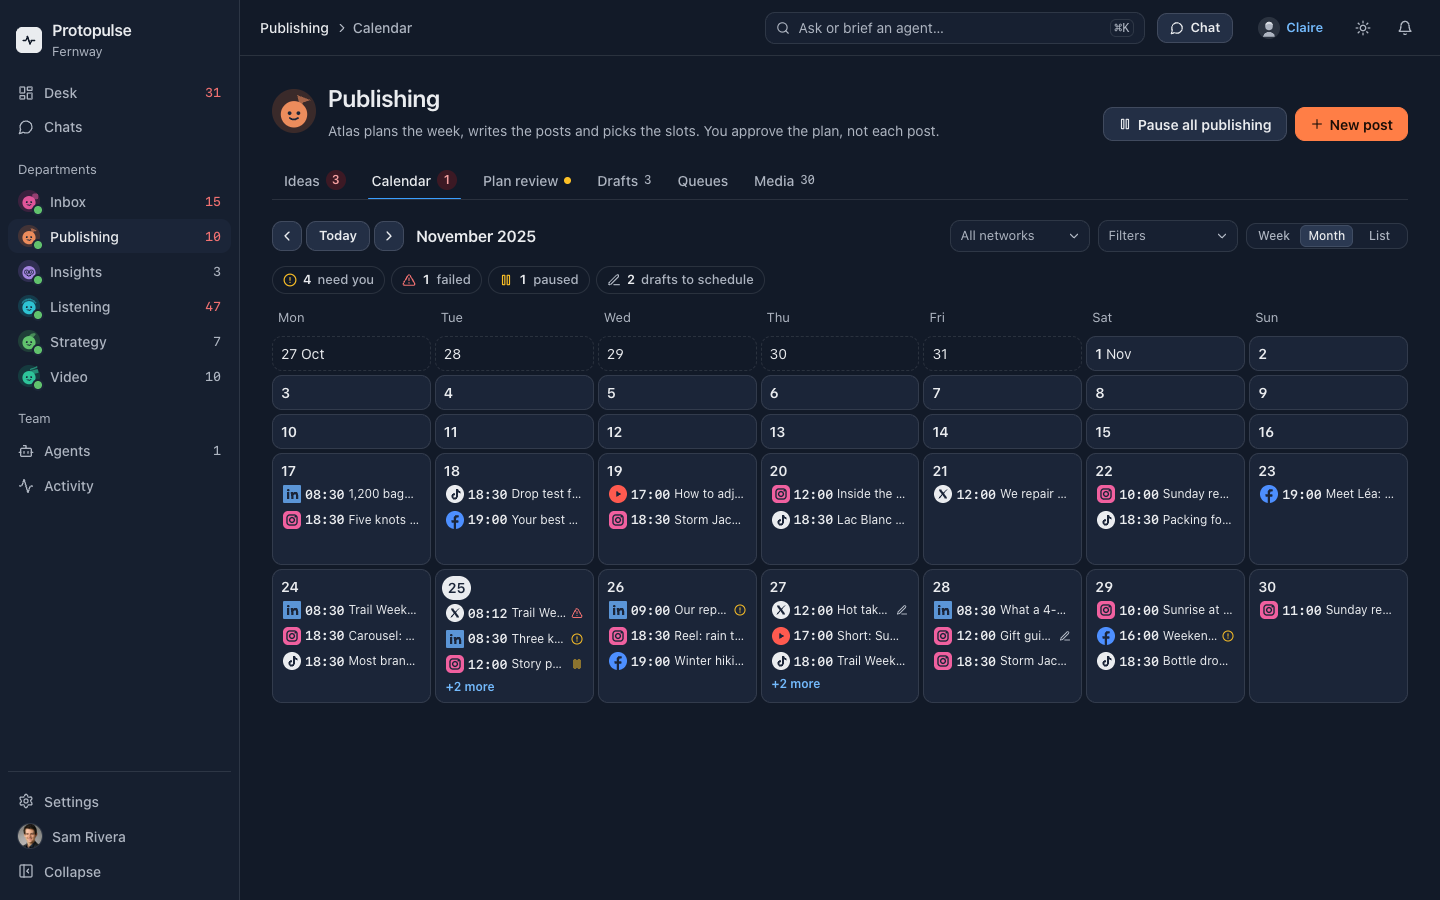 Protopulse
Fernway
Desk 31
Chats
Departments
Inbox 15
Publishing 10
Insights 3
Listening 47
Strategy 7
Video 10
Team
Agents 1
Activity
Settings
Sam Rivera
Collapse
Publishing > Calendar
Ask or brief an agent… ⌘K
Chat
Claire
Publishing
Atlas plans the week, writes the posts and picks the slots. You approve the plan, not each post.
Pause all publishing
+ New post
Ideas 3
Calendar 1
Plan review
Drafts 3
Queues
Media 30
Today
November 2025
All networks
Filters
Week Month List
4 need you
1 failed
1 paused
2 drafts to schedule
Mon Tue Wed Thu Fri Sat Sun
27 Oct 28 29 30 31 1 Nov 2
3 4 5 6 7 8 9
10 11 12 13 14 15 16
17
08:30 1,200 bag…
18:30 Five knots …
18
18:30 Drop test f…
19:00 Your best …
19
17:00 How to adj…
18:30 Storm Jac…
20
12:00 Inside the …
18:30 Lac Blanc …
21
12:00 We repair …
22
10:00 Sunday re…
18:30 Packing fo…
23
19:00 Meet Léa: …
24
08:30 Trail Week…
18:30 Carousel: …
18:30 Most bran…
25
08:12 Trail We…
08:30 Three k…
12:00 Story p…
+2 more
26
09:00 Our rep…
18:30 Reel: rain t…
19:00 Winter hiki…
27
12:00 Hot tak…
17:00 Short: Su…
18:00 Trail Week…
+2 more
28
08:30 What a 4-…
12:00 Gift gui…
18:30 Storm Jac…
29
10:00 Sunrise at …
16:00 Weeken…
18:30 Bottle dro…
30
11:00 Sunday re…